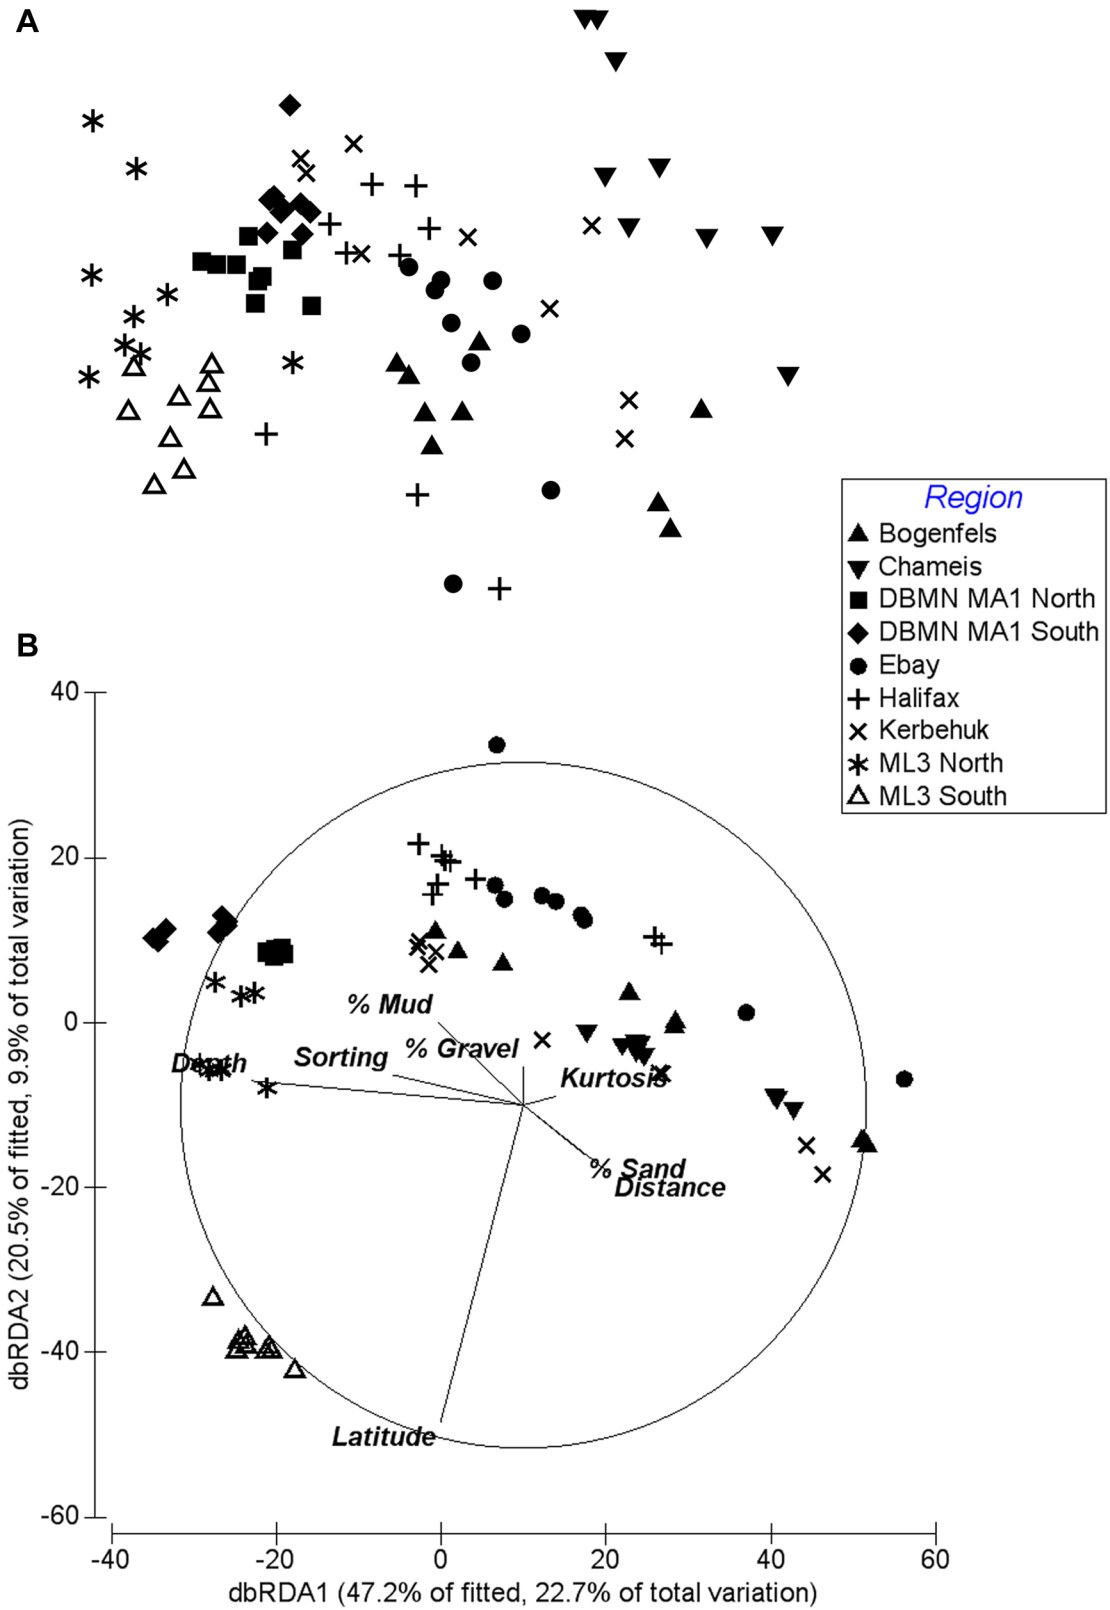 A
Region
Bogenfels
Chameis
DBMN MA1 North
DBMN MA1 South
Ebay
Halifax
Kerbehuk
ML3 North
ML3 South
B
40
20
0
-20
-40
-60
dbRDA2 (20.5% of fitted, 9.9% of total variation)
% Mud
% Gravel
Sorting
Depth
Kurtosis
% Sand
Distance
Latitude
-40
-20
0
20
40
60
dbRDA1 (47.2% of fitted, 22.7% of total variation)